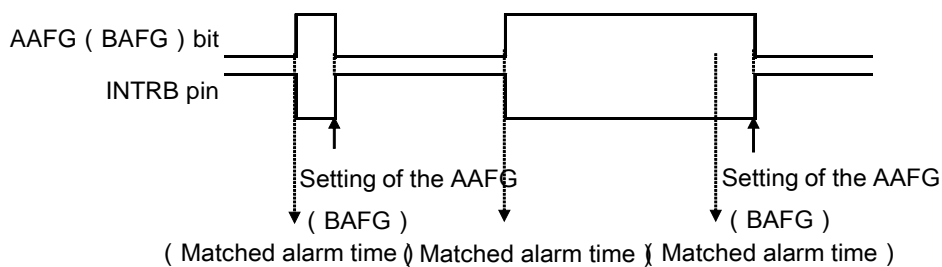 AAFG ( BAFG ) bit
INTRB pin
Setting of the AAFG
( BAFG )
Setting of the AAFG
( BAFG )
( Matched alarm time )
( Matched alarm time )
( Matched alarm time )